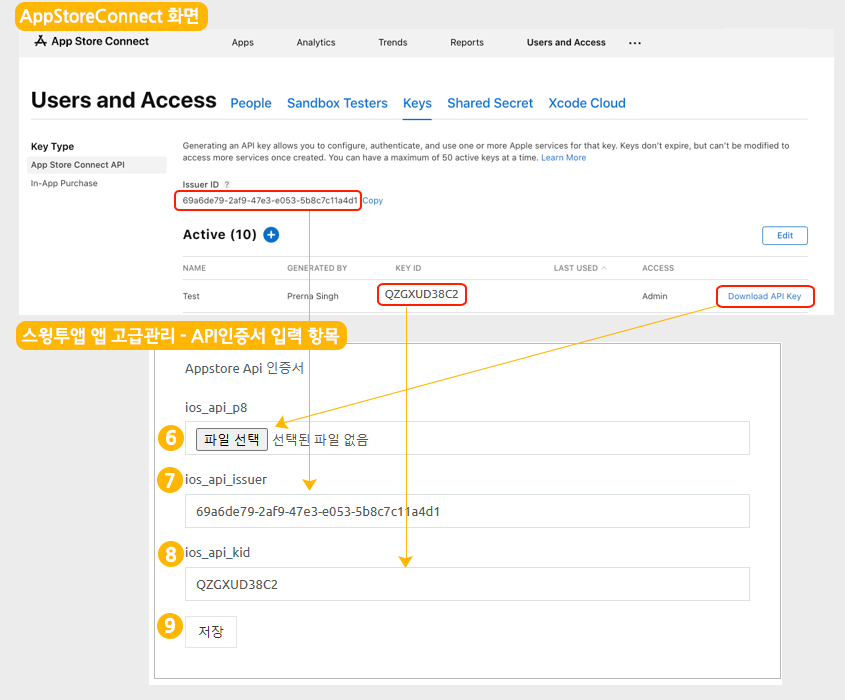 AppStoreConnect 화면
App Store Connect Apps Analytics Trends Reports Users and Access ...
Users and Access People Sandbox Testers Keys Shared Secret Xcode Cloud
Key Type
App Store Connect API
In-App Purchase
Generating an API key allows you to configure, authenticate, and use one or more Apple services for that key. Keys don't expire, but can't be modified to
access more services once created. You can have a maximum of 50 active keys at a time. Learn More
Issuer ID ?
69a6de79-2af9-47e3-e053-5b8c7c11a4d1 Copy
Active (10) + Edit
NAME GENERATED BY KEY ID LAST USED ACCESS
Test Prerna Singh QZGXUD38C2 Admin Download API Key
스윙투앱 앱 고급관리 - API인증서 입력 항목
Appstore Api 인증서
ios_api_p8
6 파일 선택 선택된 파일 없음
7 ios_api_issuer
69a6de79-2af9-47e3-e053-5b8c7c11a4d1
8 ios_api_kid
QZGXUD38C2
9 저장